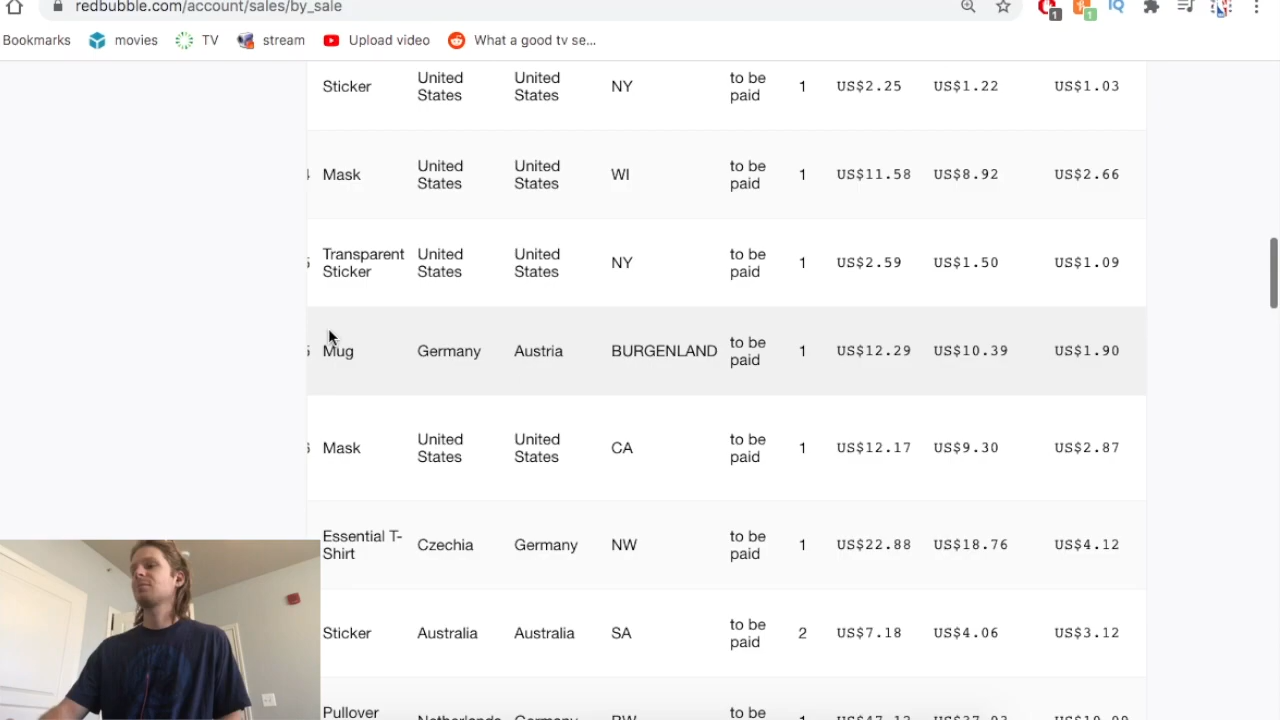 redbubble.com/account/sales/by_sale
1 1
Bookmarks movies TV stream Upload video What a good tv se...
Sticker United States United States NY to be paid 1 US$2.25 US$1.22 US$1.03
Mask United States United States WI to be paid 1 US$11.58 US$8.92 US$2.66
Transparent Sticker United States United States NY to be paid 1 US$2.59 US$1.50 US$1.09
Mug Germany Austria BURGENLAND to be paid 1 US$12.29 US$10.39 US$1.90
Mask United States United States CA to be paid 1 US$12.17 US$9.30 US$2.87
Essential T-Shirt Czechia Germany NW to be paid 1 US$22.88 US$18.76 US$4.12
Sticker Australia Australia SA to be paid 2 US$7.18 US$4.06 US$3.12
Pullover Netherlands Germany to be